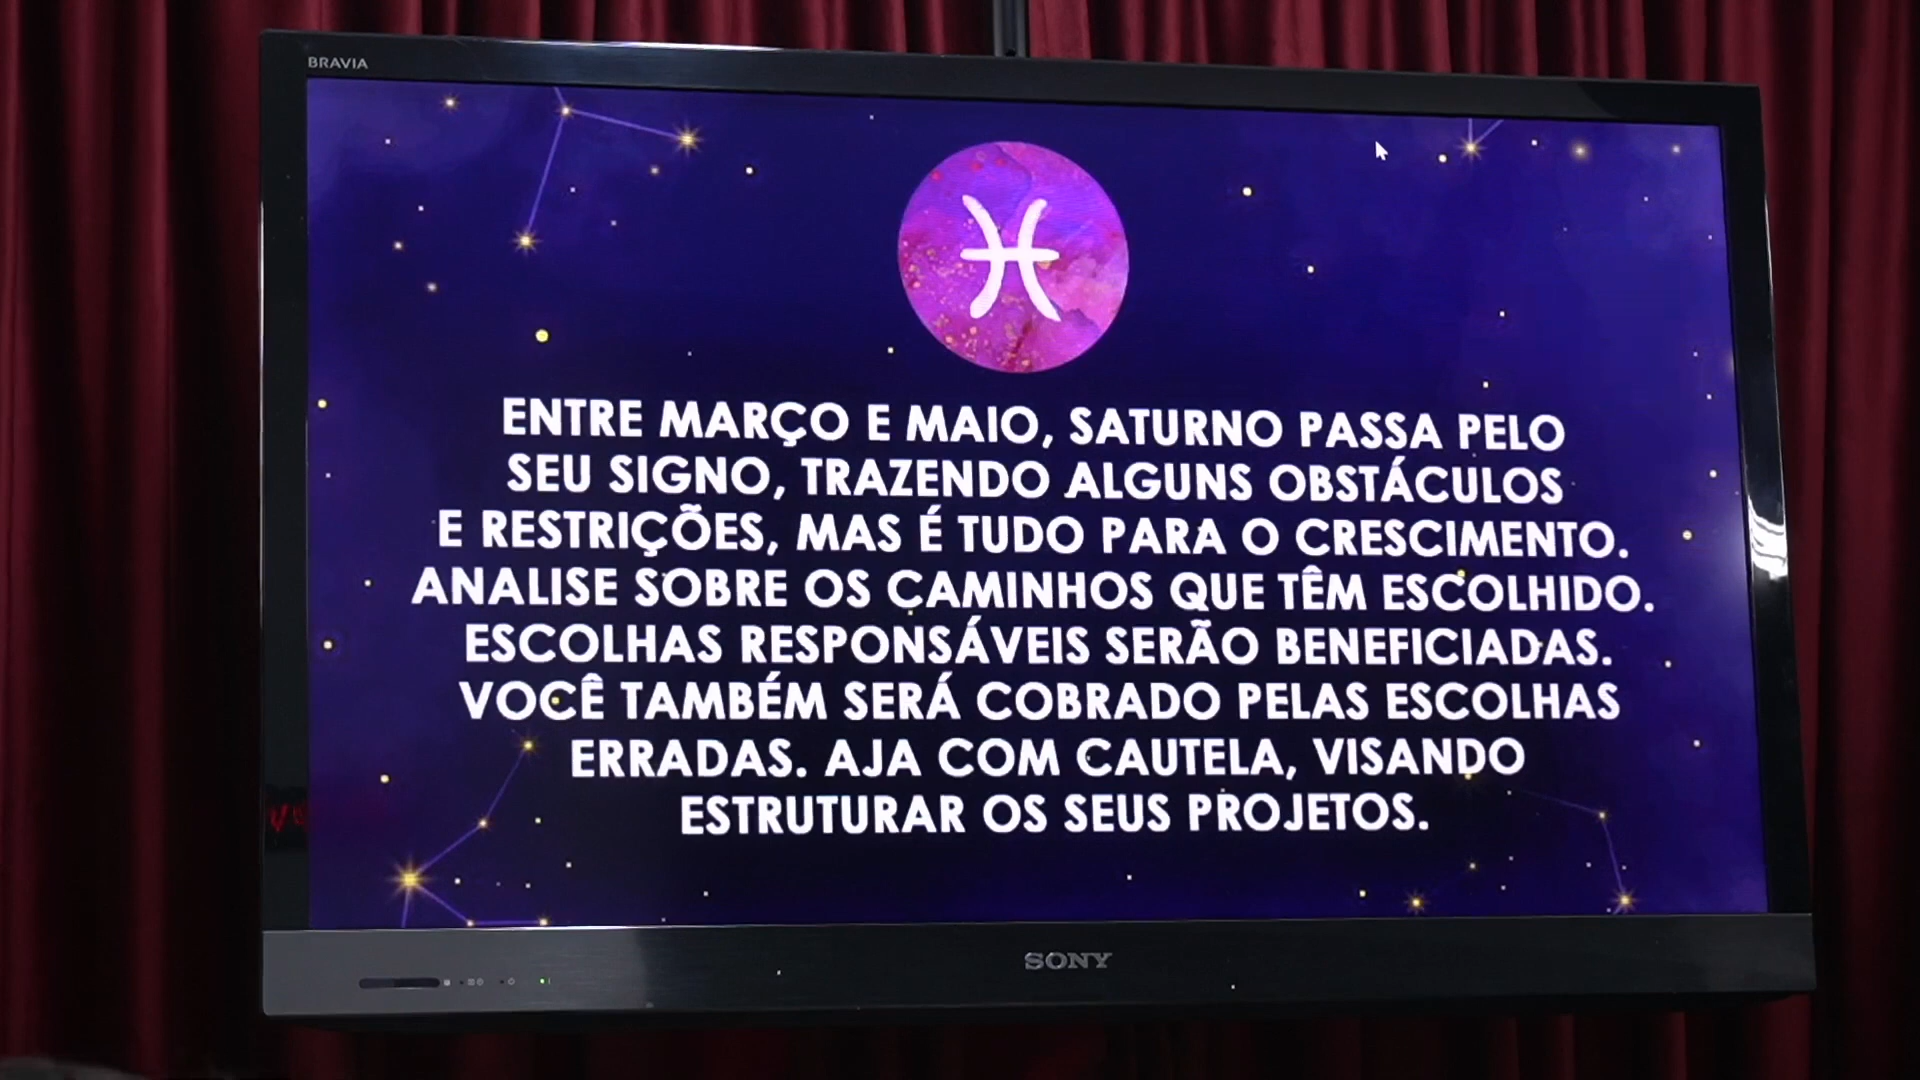 BRAVIA
ENTRE MARÇO E MAIO, SATURNO PASSA PELO
SEU SIGNO, TRAZENDO ALGUNS OBSTÁCULOS
E RESTRIÇÕES, MAS É TUDO PARA O CRESCIMENTO.
ANALISE SOBRE OS CAMINHOS QUE TÊM ESCOLHIDO.
ESCOLHAS RESPONSÁVEIS SERÃO BENEFICIADAS.
VOCÊ TAMBÉM SERÁ COBRADO PELAS ESCOLHAS
ERRADAS. AJA COM CAUTELA, VISANDO
ESTRUTURAR OS SEUS PROJETOS.
SONY